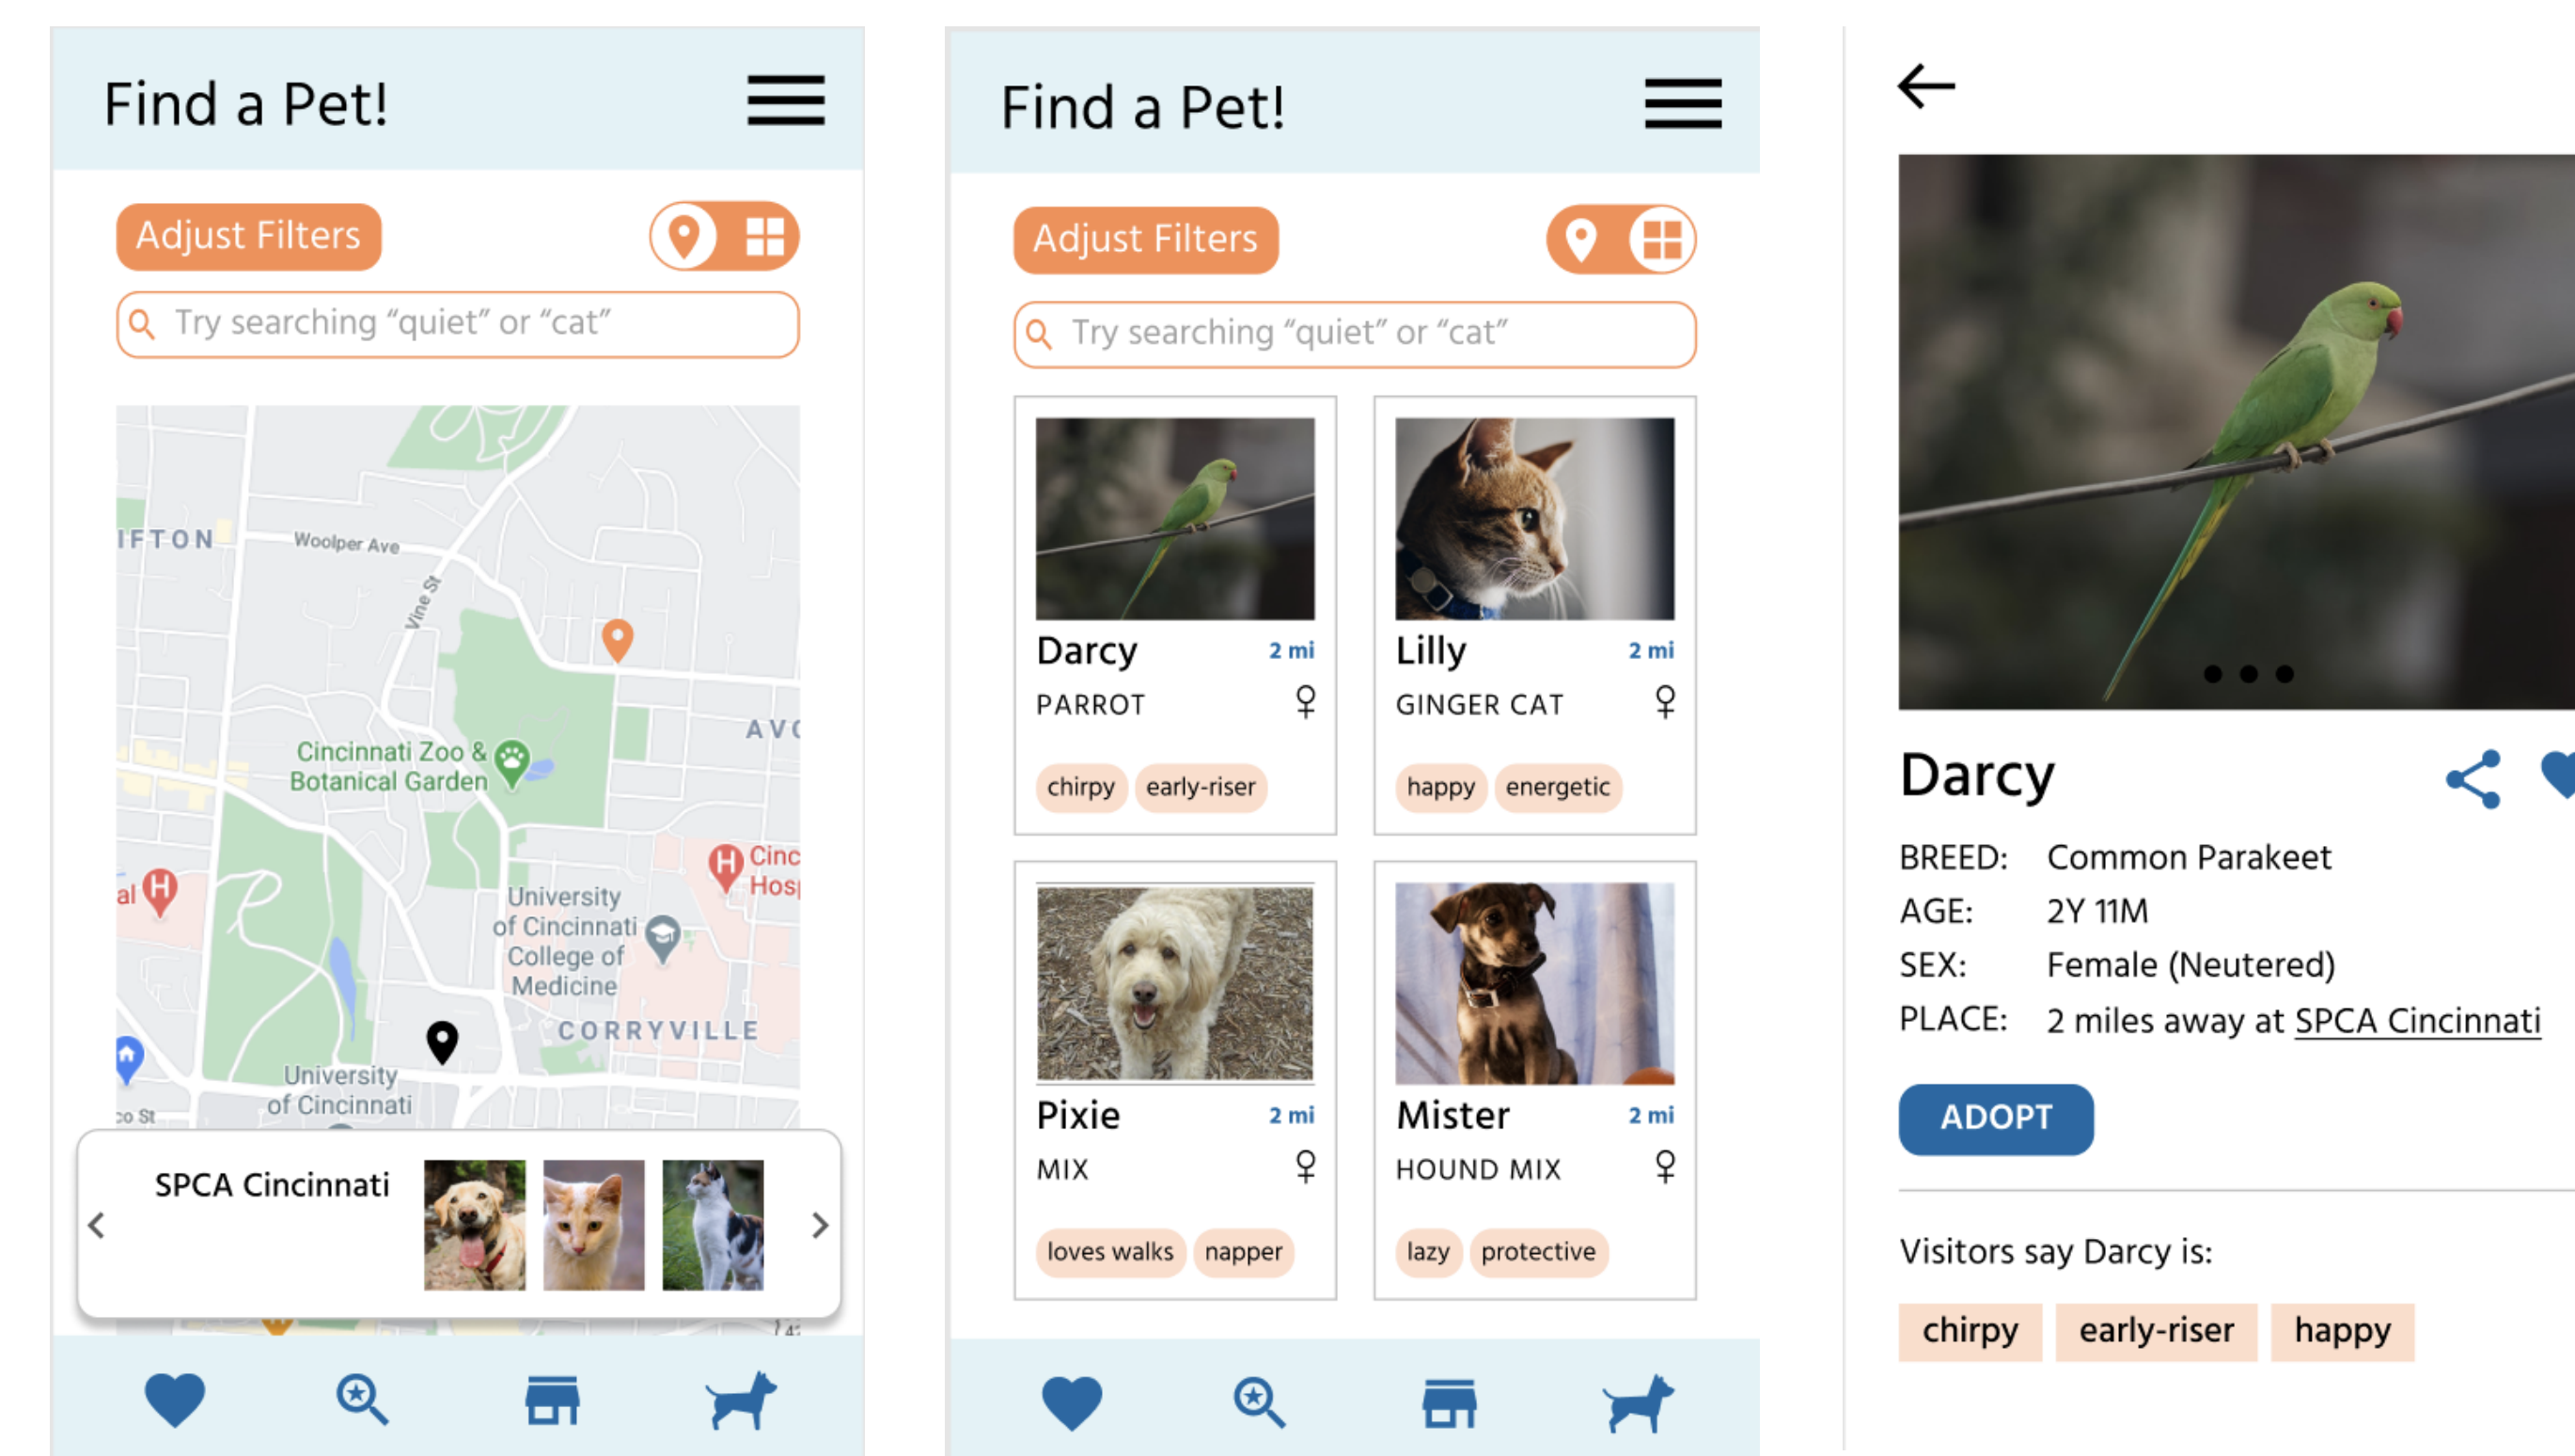 Find a Pet!
Adjust Filters
Try searching “quiet” or “cat”
IFTON
Woolper Ave
Vine St
AVO
Cincinnati Zoo &
Botanical Garden
Cinc
Hosp
al
University
of Cincinnati
College of
Medicine
CORRYVILLE
University
of Cincinnati
co St
SPCA Cincinnati
Find a Pet!
Adjust Filters
Try searching “quiet” or “cat”
Darcy 2 mi
PARROT
chirpy early-riser
Lilly 2 mi
GINGER CAT
happy energetic
Pixie 2 mi
MIX
loves walks napper
Mister 2 mi
HOUND MIX
lazy protective
Darcy
BREED: Common Parakeet
AGE: 2Y 11M
SEX: Female (Neutered)
PLACE: 2 miles away at SPCA Cincinnati
ADOPT
Visitors say Darcy is:
chirpy early-riser happy